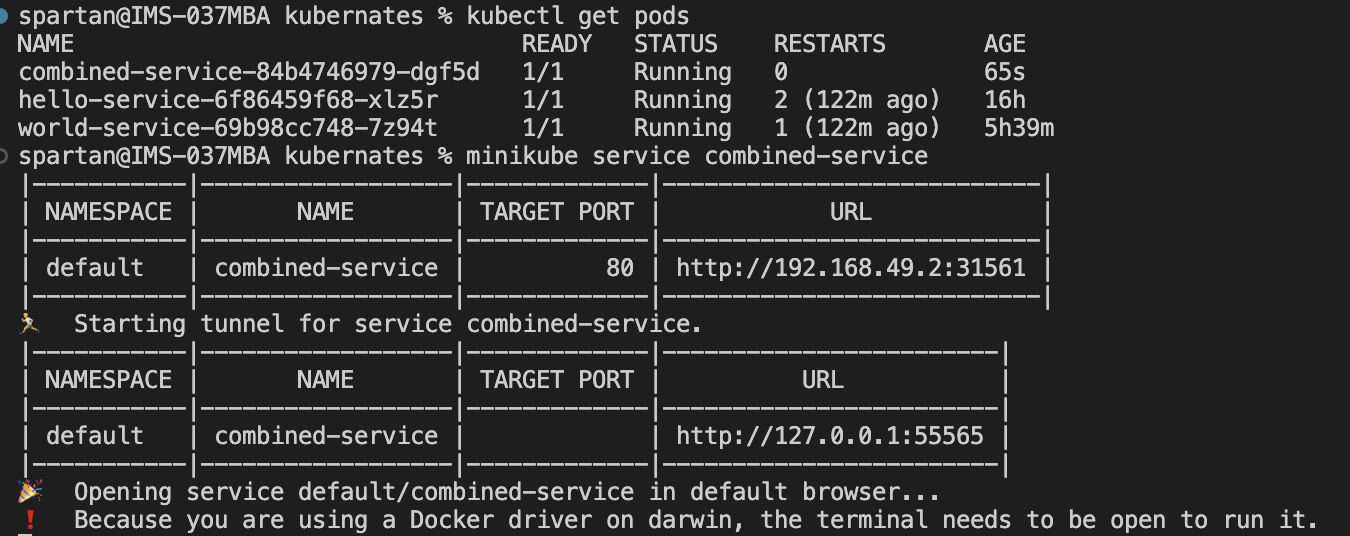 spartan@IMS-037MBA kubernates % kubectl get pods
NAME                                READY   STATUS    RESTARTS       AGE
combined-service-84b4746979-dgf5d   1/1     Running   0              65s
hello-service-6f86459f68-xlz5r      1/1     Running   2 (122m ago)   16h
world-service-69b98cc748-7z94t      1/1     Running   1 (122m ago)   5h39m
spartan@IMS-037MBA kubernates % minikube service combined-service
|-----------|------------------|-------------|---------------------------|
| NAMESPACE |       NAME       | TARGET PORT |            URL            |
|-----------|------------------|-------------|---------------------------|
| default   | combined-service |          80 | http://192.168.49.2:31561 |
|-----------|------------------|-------------|---------------------------|
🏃  Starting tunnel for service combined-service.
|-----------|------------------|-------------|------------------------|
| NAMESPACE |       NAME       | TARGET PORT |          URL           |
|-----------|------------------|-------------|------------------------|
| default   | combined-service |             | http://127.0.0.1:55565 |
|-----------|------------------|-------------|------------------------|
🎉  Opening service default/combined-service in default browser...
❗  Because you are using a Docker driver on darwin, the terminal needs to be open to run it.